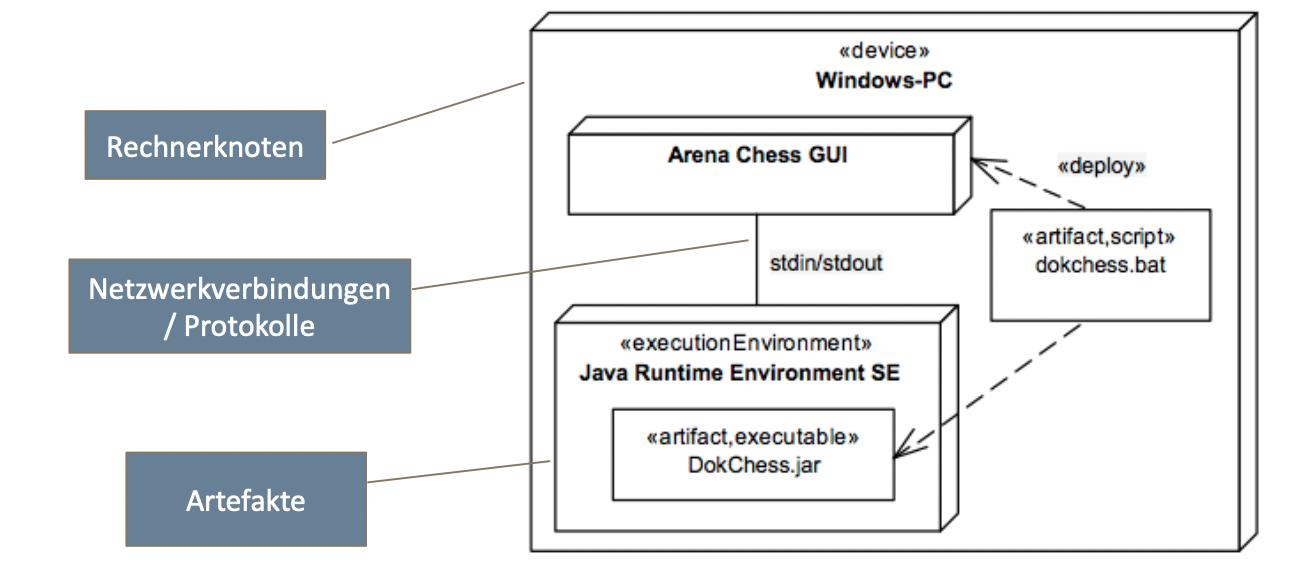 «device»
Windows-PC
Rechnerknoten
Arena Chess GUI
«deploy»
«artifact,script»
dokchess.bat
Netzwerkverbindungen
/ Protokolle
stdin/stdout
«executionEnvironment»
Java Runtime Environment SE
«artifact,executable»
DokChess.jar
Artefakte